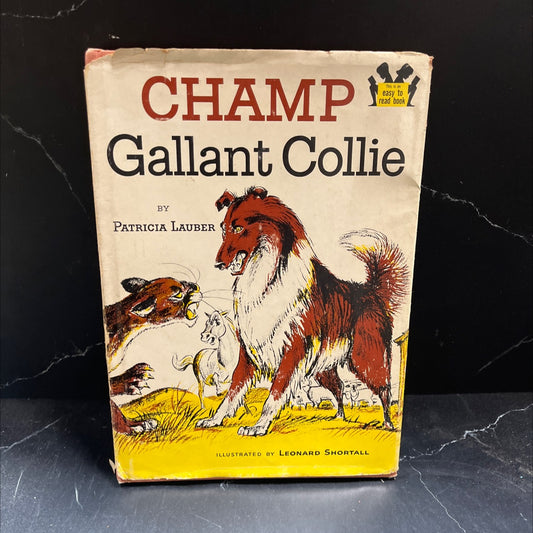 CHAMP
This is an
easy to
read book
Gallant Collie
BY
PATRICIA LAUBER
ILLUSTRATED BY LEONARD SHORTALL